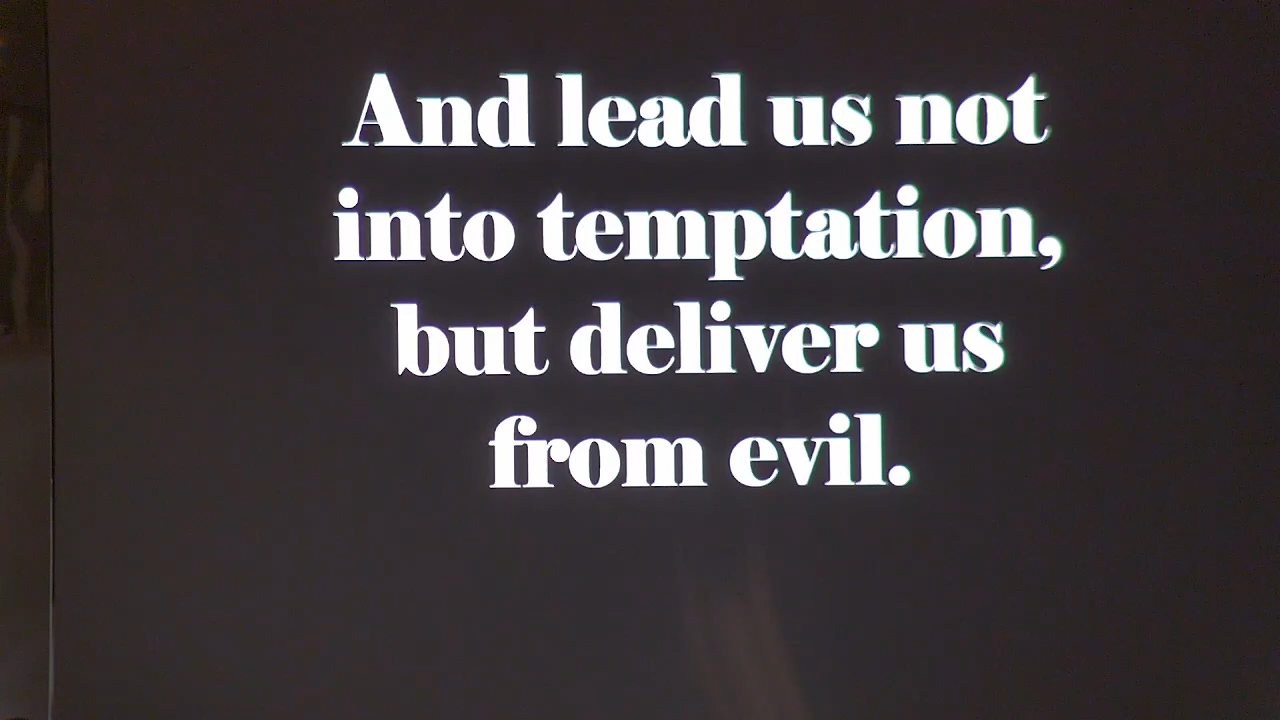 And lead us not
into temptation,
but deliver us
from evil.